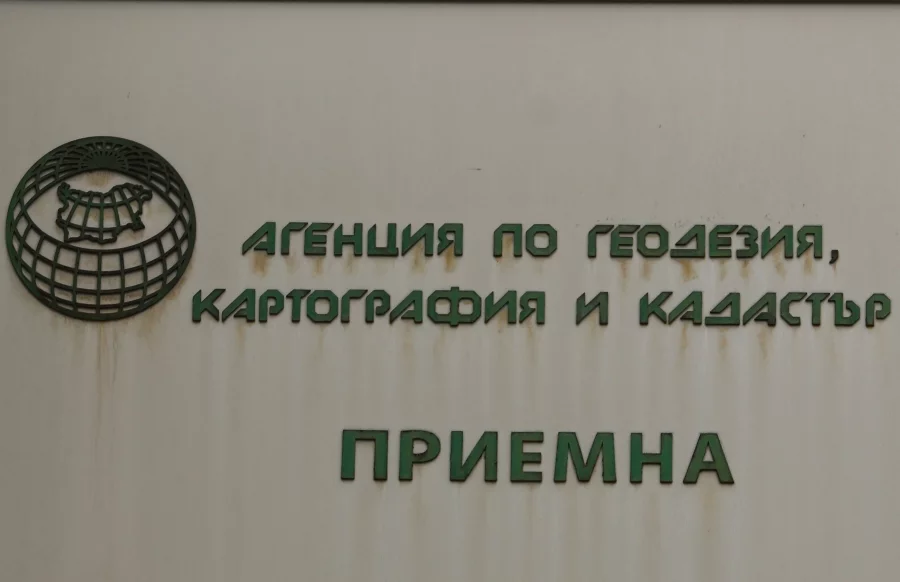 АГЕНЦИЯ ПО ГЕОДЕЗИЯ,
КАРТОГРАФИЯ И КАДАСТЪР
ПРИЕМНА